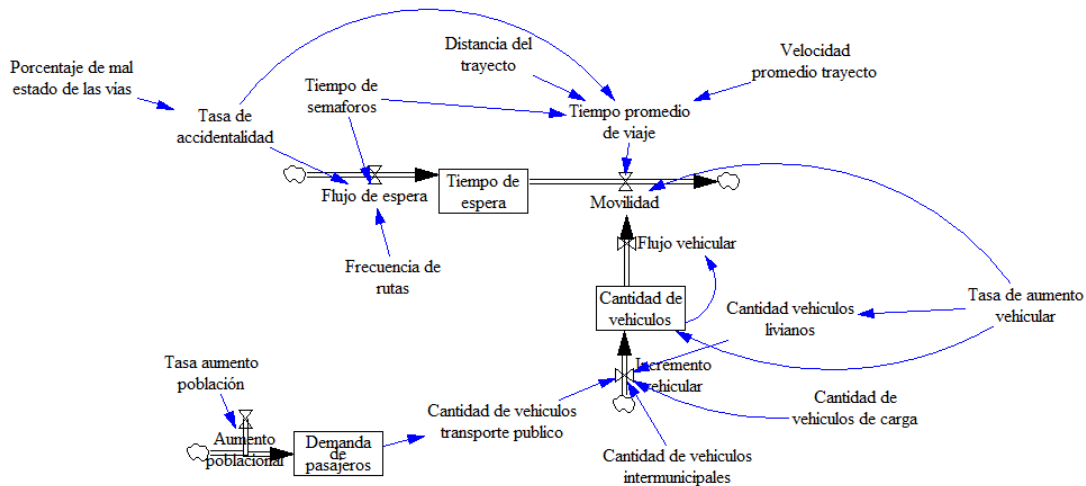 Distancia del
trayecto
Velocidad
promedio trayecto
Porcentaje de mal
estado de las vías
Tiempo de
semaforos
Tasa de
accidentalidad
Tiempo promedio
de viaje
Flujo de espera
Tiempo de
espera
Movilidad
Frecuencia de
rutas
Flujo vehicular
Cantidad de
vehiculos
Cantidad vehiculos
livianos
Tasa de aumento
vehicular
Tasa aumento
población
Incremento
vehicular
Cantidad de
vehiculos de carga
Cantidad de vehiculos
transporte publico
Aumento
poblacional
Demanda
de pasajeros
Cantidad de vehiculos
intermunicipales